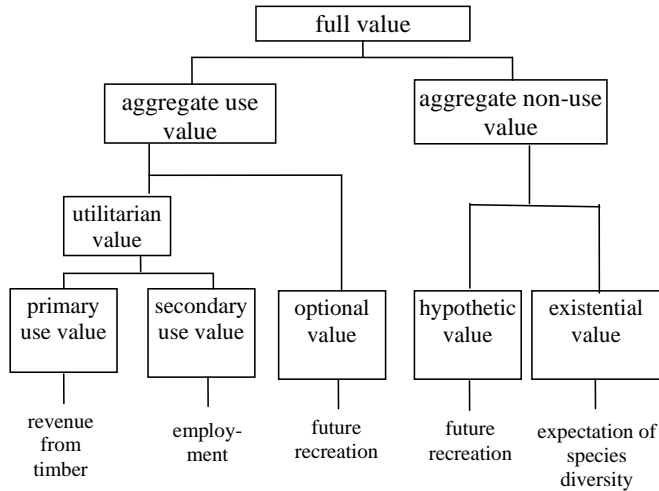 full value
aggregate use
value
aggregate non-use
value
utilitarian
value
primary
use value
secondary
use value
optional
value
hypothetic
value
existential
value
revenue
from
timber
employ-
ment
future
recreation
future
recreation
expectation of
species
diversity